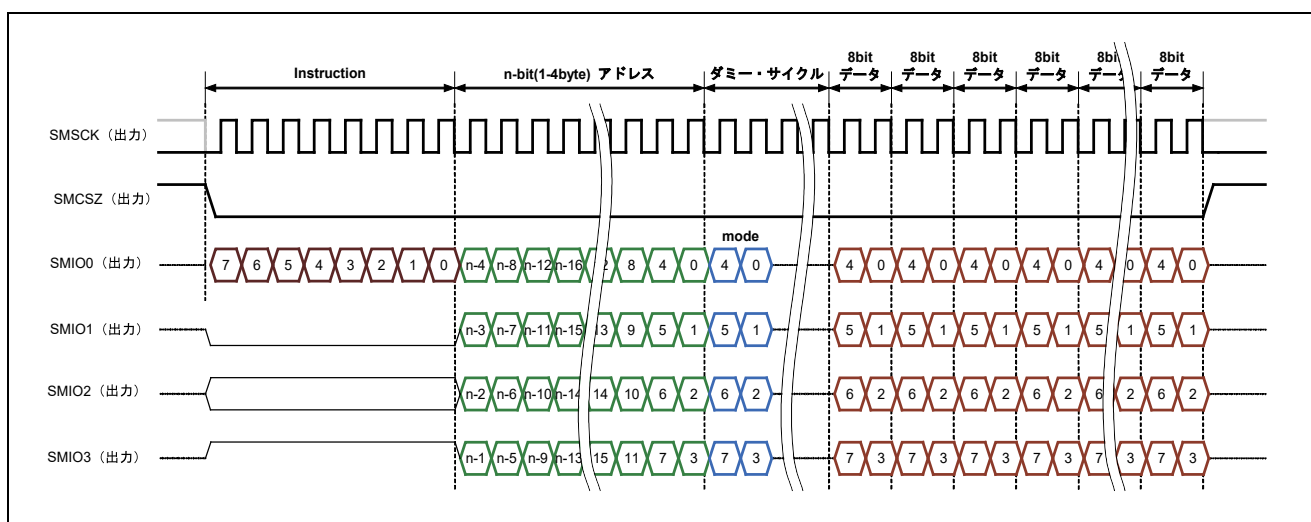 Instruction n-bit(1-4byte) アドレス ダミー・サイクル 8bit データ 8bit データ 8bit データ 8bit データ 8bit データ 8bit データ
SMSCK（出力）
SMCSZ（出力）
mode
SMIO0（出力） 7 6 5 4 3 2 1 0 n-4 n-8 n-12 n-16 8 4 0 4 0 4 0 4 0 4 0 4 0 4 0 4 0
SMIO1（出力） n-3 n-7 n-11 n-15 13 9 5 1 5 1 5 1 5 1 5 1 5 1 5 1 5 1
SMIO2（出力） n-2 n-6 n-10 n-14 14 10 6 2 6 2 6 2 6 2 6 2 6 2 6 2 6 2
SMIO3（出力） n-1 n-5 n-9 n-13 15 11 7 3 7 3 7 3 7 3 7 3 7 3 7 3 7 3